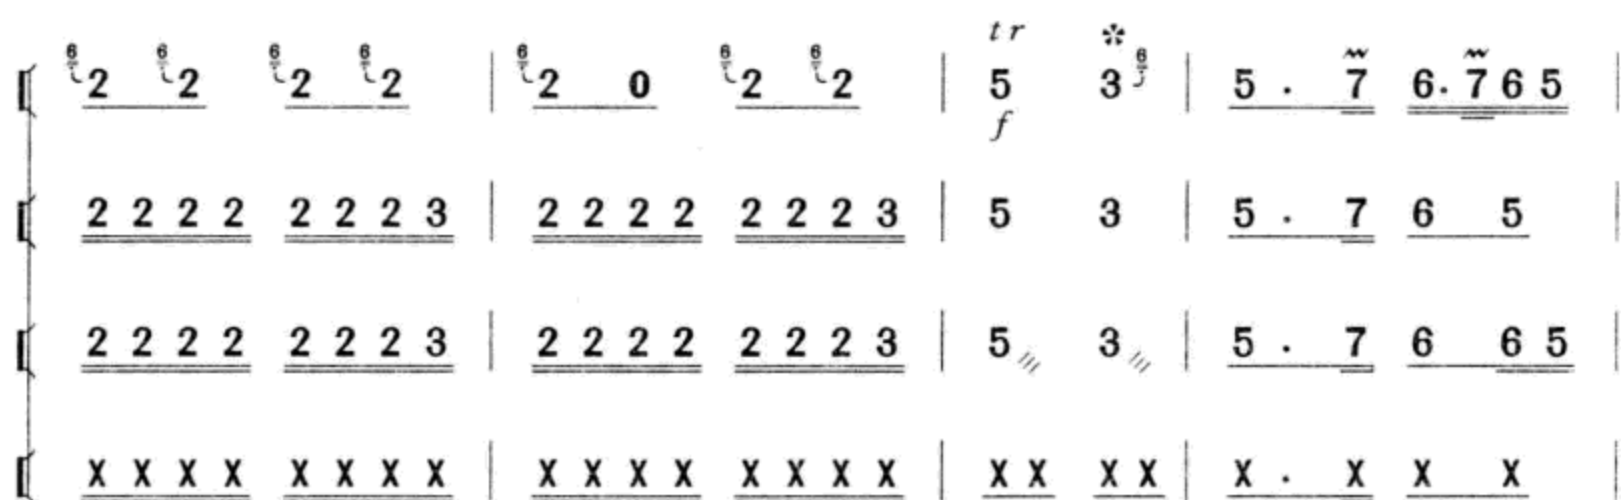 tr ✼
6 2 6 2 6 2 6 2 | 6 2 0 6 2 6 2 | 5 3 6 | 5 . 7 6 . 7 6 5 |
f
2 2 2 2 2 2 2 3 | 2 2 2 2 2 2 2 3 | 5 3 | 5 . 7 6 5 |
2 2 2 2 2 2 2 3 | 2 2 2 2 2 2 2 3 | 5 /// 3 /// | 5 . 7 6 6 5 |
X X X X X X X X | X X X X X X X X | X X X X | X . X X X |